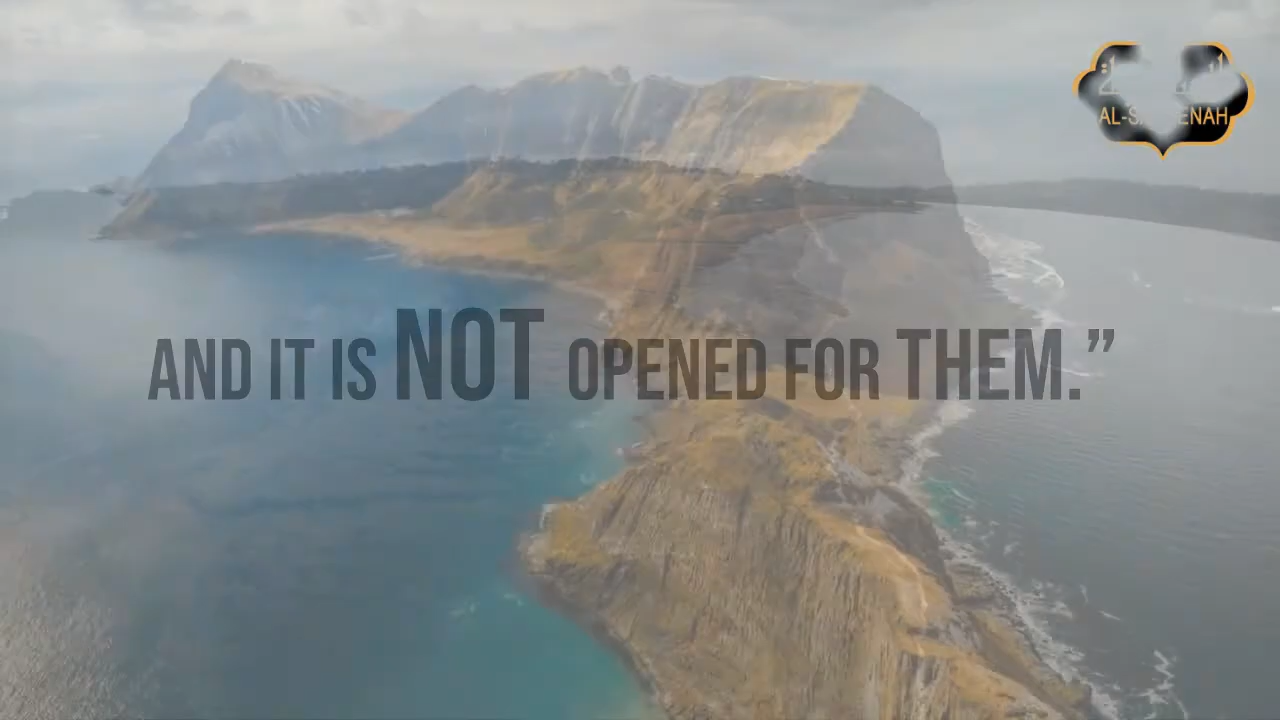 AND IT IS NOT OPENED FOR THEM.”